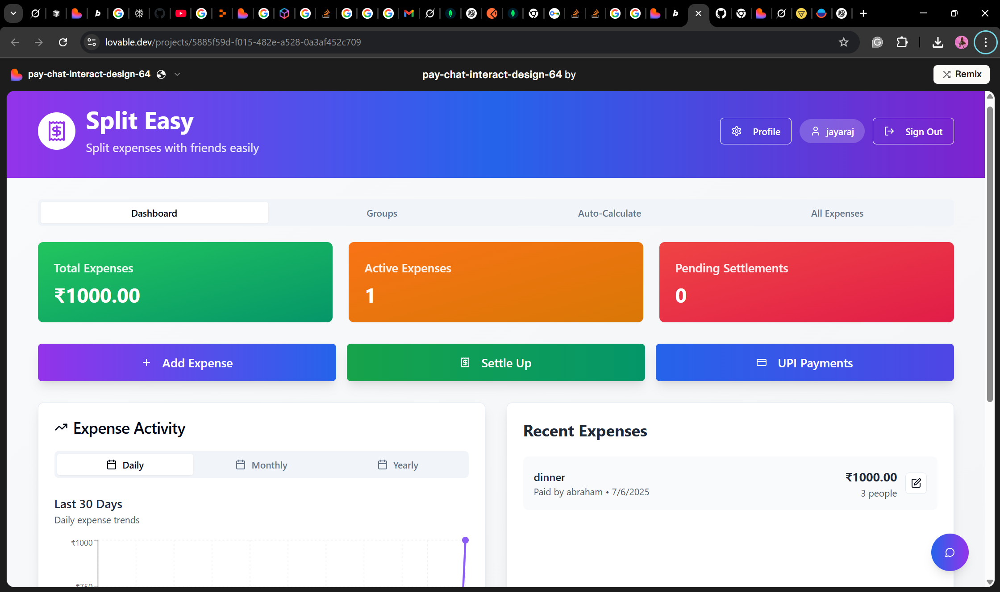 lovable.dev/projects/5885f59d-f015-482e-a528-0a3af452c709
pay-chat-interact-design-64
pay-chat-interact-design-64 by
Remix
Split Easy
Split expenses with friends easily
Profile
jayaraj
Sign Out
Dashboard
Groups
Auto-Calculate
All Expenses
Total Expenses
₹1000.00
Active Expenses
1
Pending Settlements
0
Add Expense
Settle Up
UPI Payments
Expense Activity
Daily
Monthly
Yearly
Last 30 Days
Daily expense trends
₹1000
₹750
Recent Expenses
dinner
Paid by abraham • 7/6/2025
₹1000.00
3 people